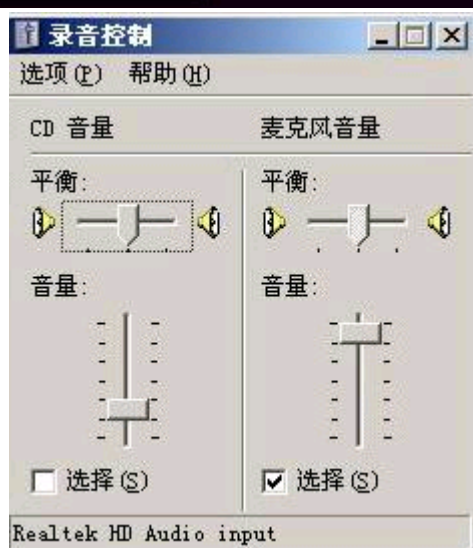 录音控制
选项(P) 帮助(H)
CD 音量 麦克风音量
平衡: 平衡:
音量: 音量:
选择(S) 选择(S)
Realtek HD Audio input